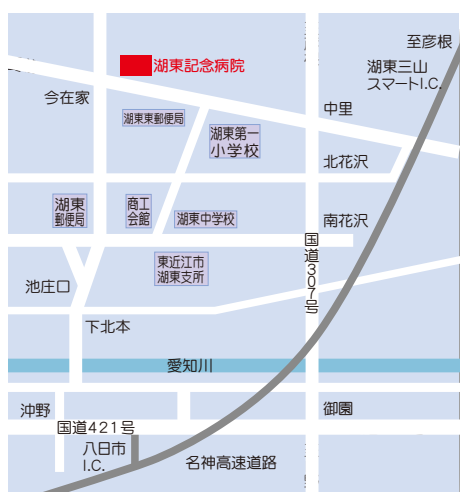 至彦根
湖東記念病院
湖東三山
スマートI.C.
今在家
中里
湖東東郵便局
湖東第一
小学校
北花沢
湖東
郵便局
商工
会館
湖東中学校
南花沢
国道307号
東近江市
湖東支所
池庄口
下北本
愛知川
沖野
御園
国道421号
八日市
I.C.
名神高速道路